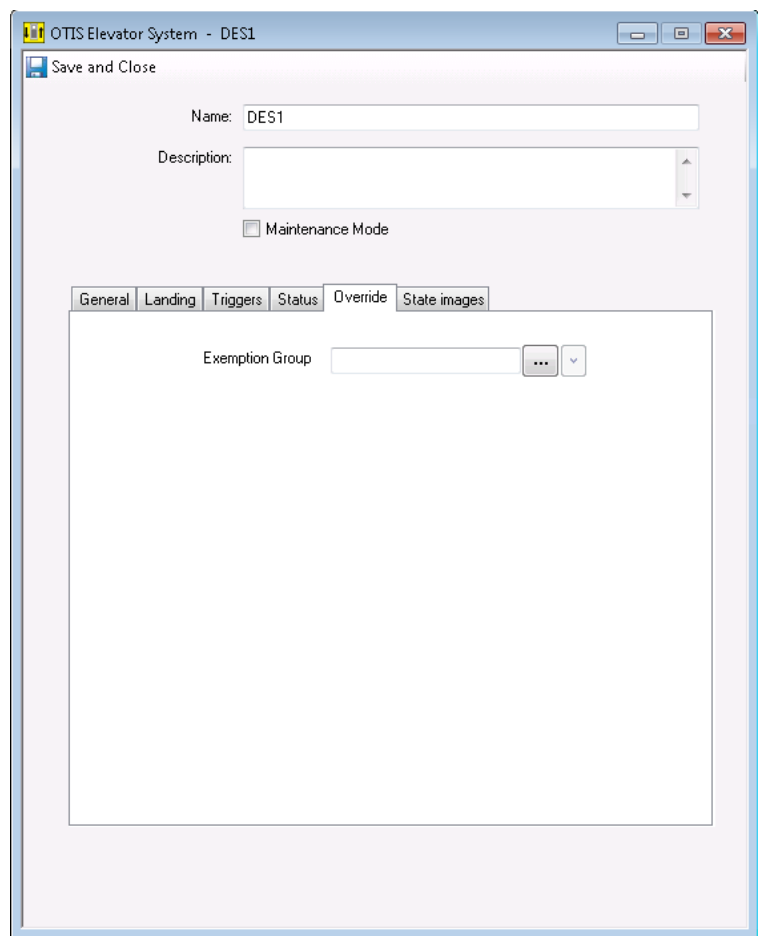 OTIS Elevator System - DES1
Save and Close
Name: DES1
Description:
Maintenance Mode
General Landing Triggers Status Override State images
Exemption Group ...